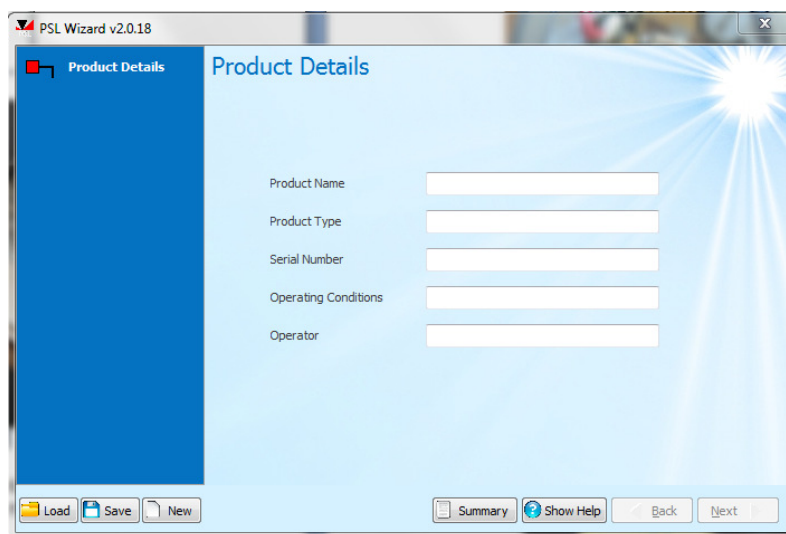 PSL Wizard v2.0.18
Product Details
Product Details
Product Name
Product Type
Serial Number
Operating Conditions
Operator
Load Save New Summary Show Help Back Next